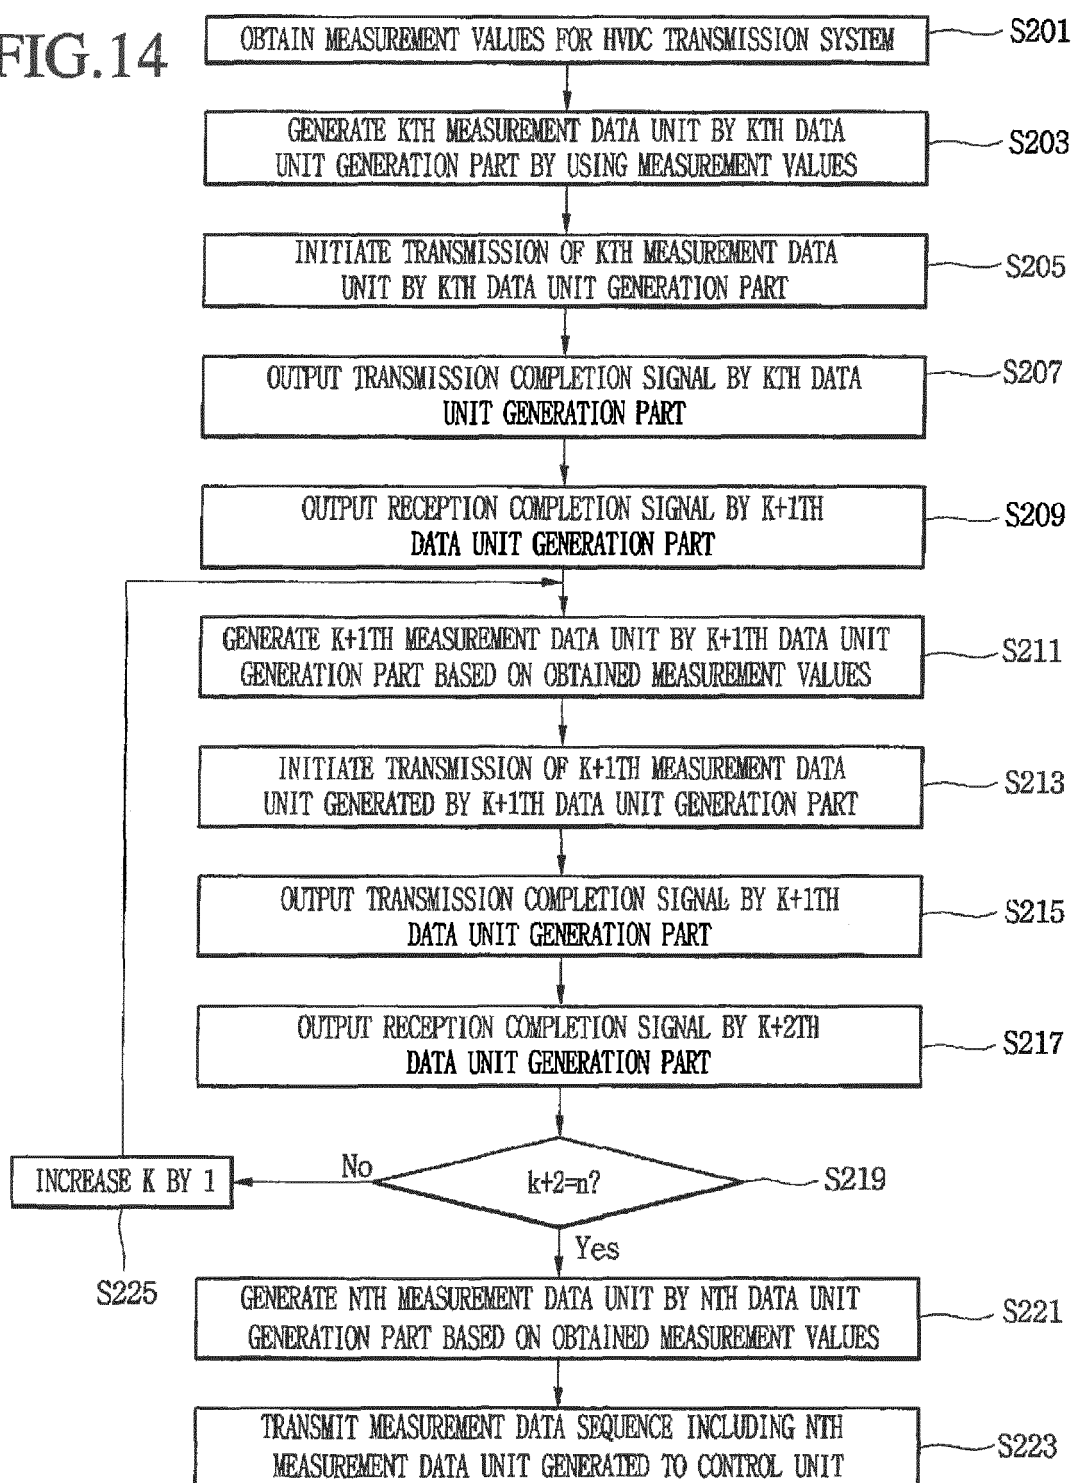 FIG.14
OBTAIN MEASUREMENT VALUES FOR HVDC TRANSMISSION SYSTEM
S201
GENERATE KTH MEASUREMENT DATA UNIT BY KTH DATA
UNIT GENERATION PART BY USING MEASUREMENT VALUES
S203
INITIATE TRANSMISSION OF KTH MEASUREMENT DATA
UNIT BY KTH DATA UNIT GENERATION PART
S205
OUTPUT TRANSMISSION COMPLETION SIGNAL BY KTH DATA
UNIT GENERATION PART
S207
OUTPUT RECEPTION COMPLETION SIGNAL BY K+1TH
DATA UNIT GENERATION PART
S209
GENERATE K+1TH MEASUREMENT DATA UNIT BY K+1TH DATA UNIT
GENERATION PART BASED ON OBTAINED MEASUREMENT VALUES
S211
INITIATE TRANSMISSION OF K+1TH MEASUREMENT DATA
UNIT GENERATED BY K+1TH DATA UNIT GENERATION PART
S213
OUTPUT TRANSMISSION COMPLETION SIGNAL BY K+1TH
DATA UNIT GENERATION PART
S215
OUTPUT RECEPTION COMPLETION SIGNAL BY K+2TH
DATA UNIT GENERATION PART
S217
k+2=n?
S219
No
INCREASE K BY 1
S225
Yes
GENERATE NTH MEASUREMENT DATA UNIT BY NTH DATA UNIT
GENERATION PART BASED ON OBTAINED MEASUREMENT VALUES
S221
TRANSMIT MEASUREMENT DATA SEQUENCE INCLUDING NTH
MEASUREMENT DATA UNIT GENERATED TO CONTROL UNIT
S223